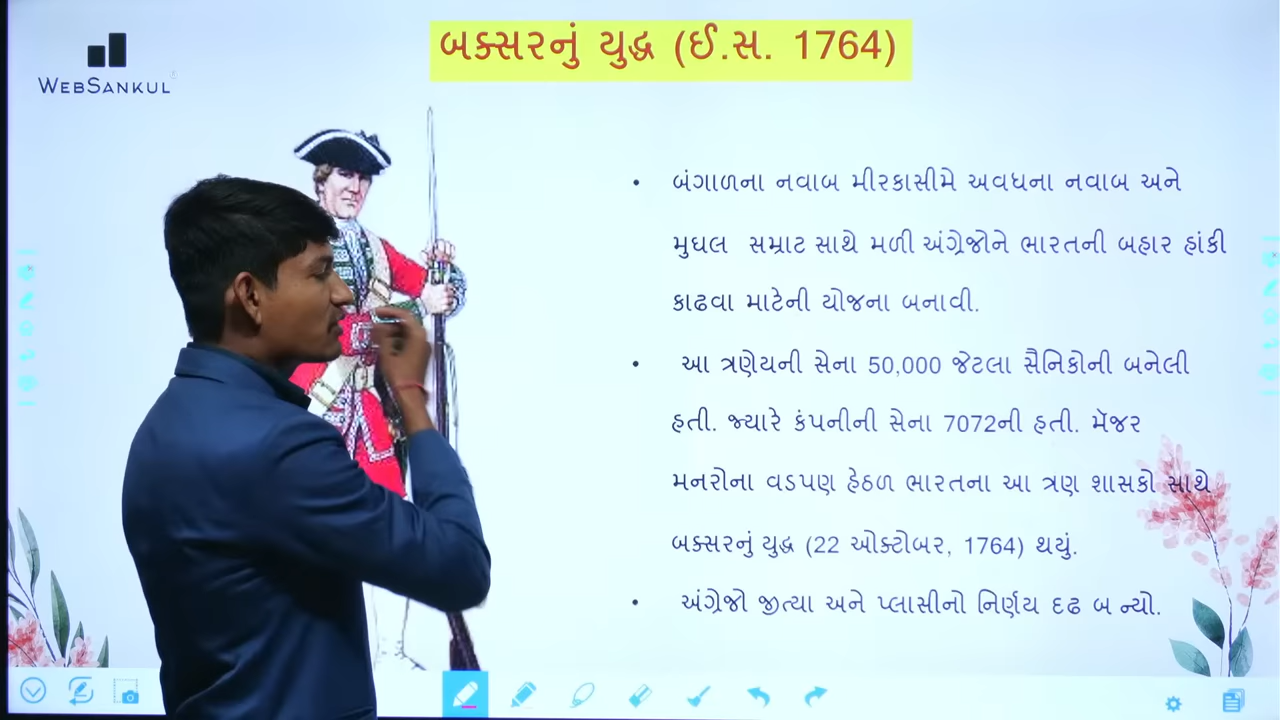 બક્સરનું યુદ્ધ (ઈ.સ. 1764)
WEBSANKUL
• બંગાળના નવાબ મીરકાસીમે અવધના નવાબ અને
મુઘલ સમ્રાટ સાથે મળી અંગ્રેજોને ભારતની બહાર હાંકી
કાઢવા માટેની યોજના બનાવી.
• આ ત્રણેયની સેના 50,000 જેટલા સૈનિકોની બનેલી
હતી. જ્યારે કંપનીની સેના 7072ની હતી. મૅજર
મનરોના વડપણ હેઠળ ભારતના આ ત્રણ શાસકો સાથે
બક્સરનું યુદ્ધ (22 ઓક્ટોબર, 1764) થયું.
• અંગ્રેજો જીત્યા અને પ્લાસીનો નિર્ણય દઢ બ ન્યો.